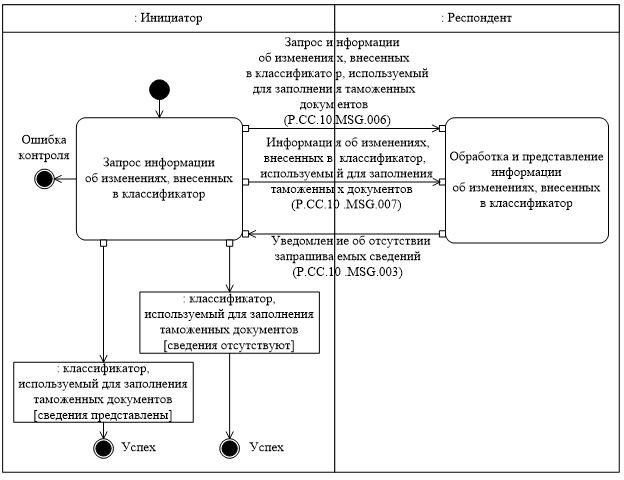 : Инициатор
: Респондент
Запрос информации
об изменениях, внесенных
в классификатор, используемый
для заполнения таможенных
документов
(P.CC.10.MSG.006)
Ошибка
контроля
Запрос информации
об изменениях, внесенных
в классификатор
Информация об изменениях,
внесенных в классификатор,
используемый для заполнения
таможенных документов
(P.CC.10 .MSG.007)
Обработка и представление
информации
об изменениях, внесенных
в классификатор
Уведомление об отсутствии
запрашиваемых сведений
(P.CC.10 .MSG.003)
: классификатор,
используемый для заполнения
таможенных документов
[сведения отсутствуют]
: классификатор,
используемый для заполнения
таможенных документов
[сведения представлены]
Успех
Успех